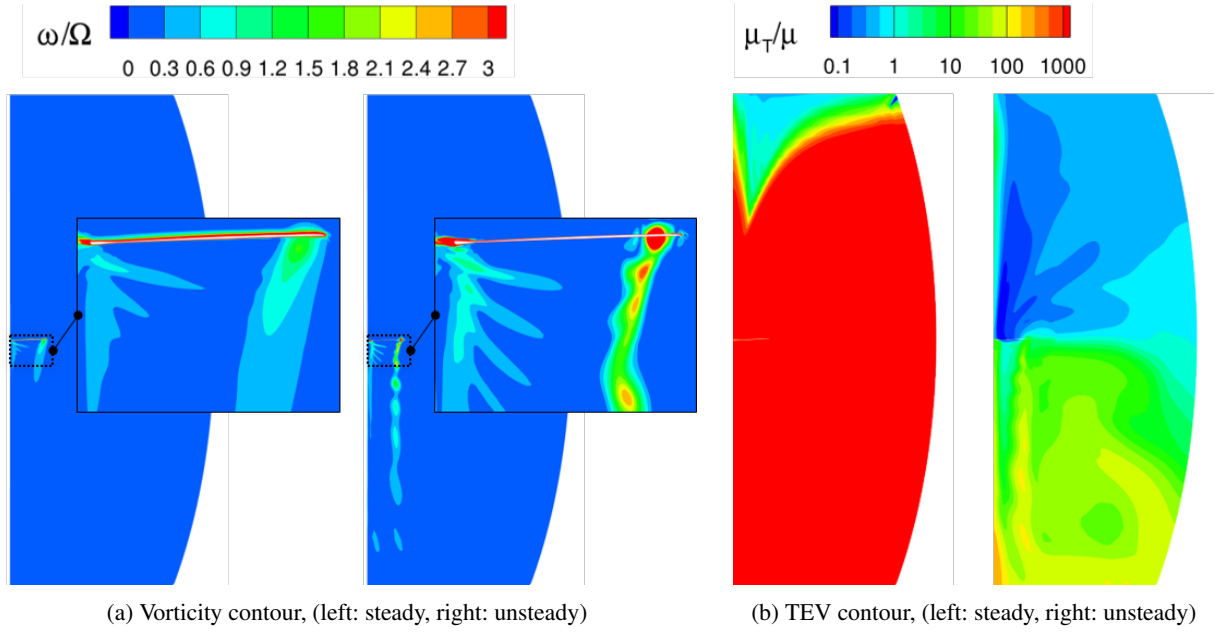 ω/Ω
0 0.3 0.6 0.9 1.2 1.5 1.8 2.1 2.4 2.7 3
μ_T/μ
0.1 1 10 100 1000
(a) Vorticity contour, (left: steady, right: unsteady)
(b) TEV contour, (left: steady, right: unsteady)